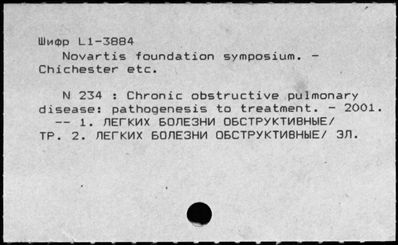 Шифр L1-3884
Novartis foundation symposium. –
Chichester etc.
N 234 : Chronic obstructive pulmonary
disease: pathogenesis to treatment. – 2001.
-- 1. ЛЕГКИХ БОЛЕЗНИ ОБСТРУКТИВНЫЕ/
ТР. 2. ЛЕГКИХ БОЛЕЗНИ ОБСТРУКТИВНЫЕ/ ЭЛ.